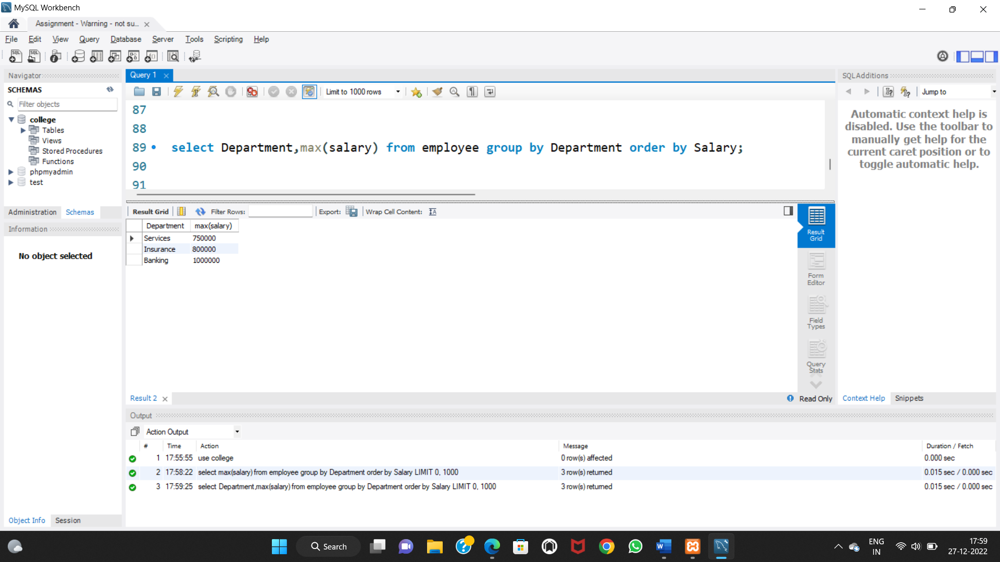 MySQL Workbench
Assignment - Warning - not su...
File Edit View Query Database Server Tools Scripting Help
Navigator
SCHEMAS
Filter objects
college
Tables
Views
Stored Procedures
Functions
phpmyadmin
test
Administration Schemas
Information
No object selected
Object Info Session
Query 1
Limit to 1000 rows
87
88
89 select Department,max(salary) from employee group by Department order by Salary;
90
91
Result Grid Filter Rows: Export: Wrap Cell Content:
Department max(salary)
Services 750000
Insurance 800000
Banking 1000000
Result Grid
Form Editor
Field Types
Query Stats
Result 2
Read Only
SQLAdditions
Jump to
Automatic context help is
disabled. Use the toolbar to
manually get help for the
current caret position or to
toggle automatic help.
Context Help Snippets
Output
Action Output
# Time Action Message Duration / Fetch
1 17:55:55 use college 0 row(s) affected 0.000 sec
2 17:58:22 select max(salary) from employee group by Department order by Salary LIMIT 0, 1000 3 row(s) returned 0.015 sec / 0.000 sec
3 17:59:25 select Department,max(salary) from employee group by Department order by Salary LIMIT 0, 1000 3 row(s) returned 0.015 sec / 0.000 sec
Search
ENG
IN
17:59
27-12-2022